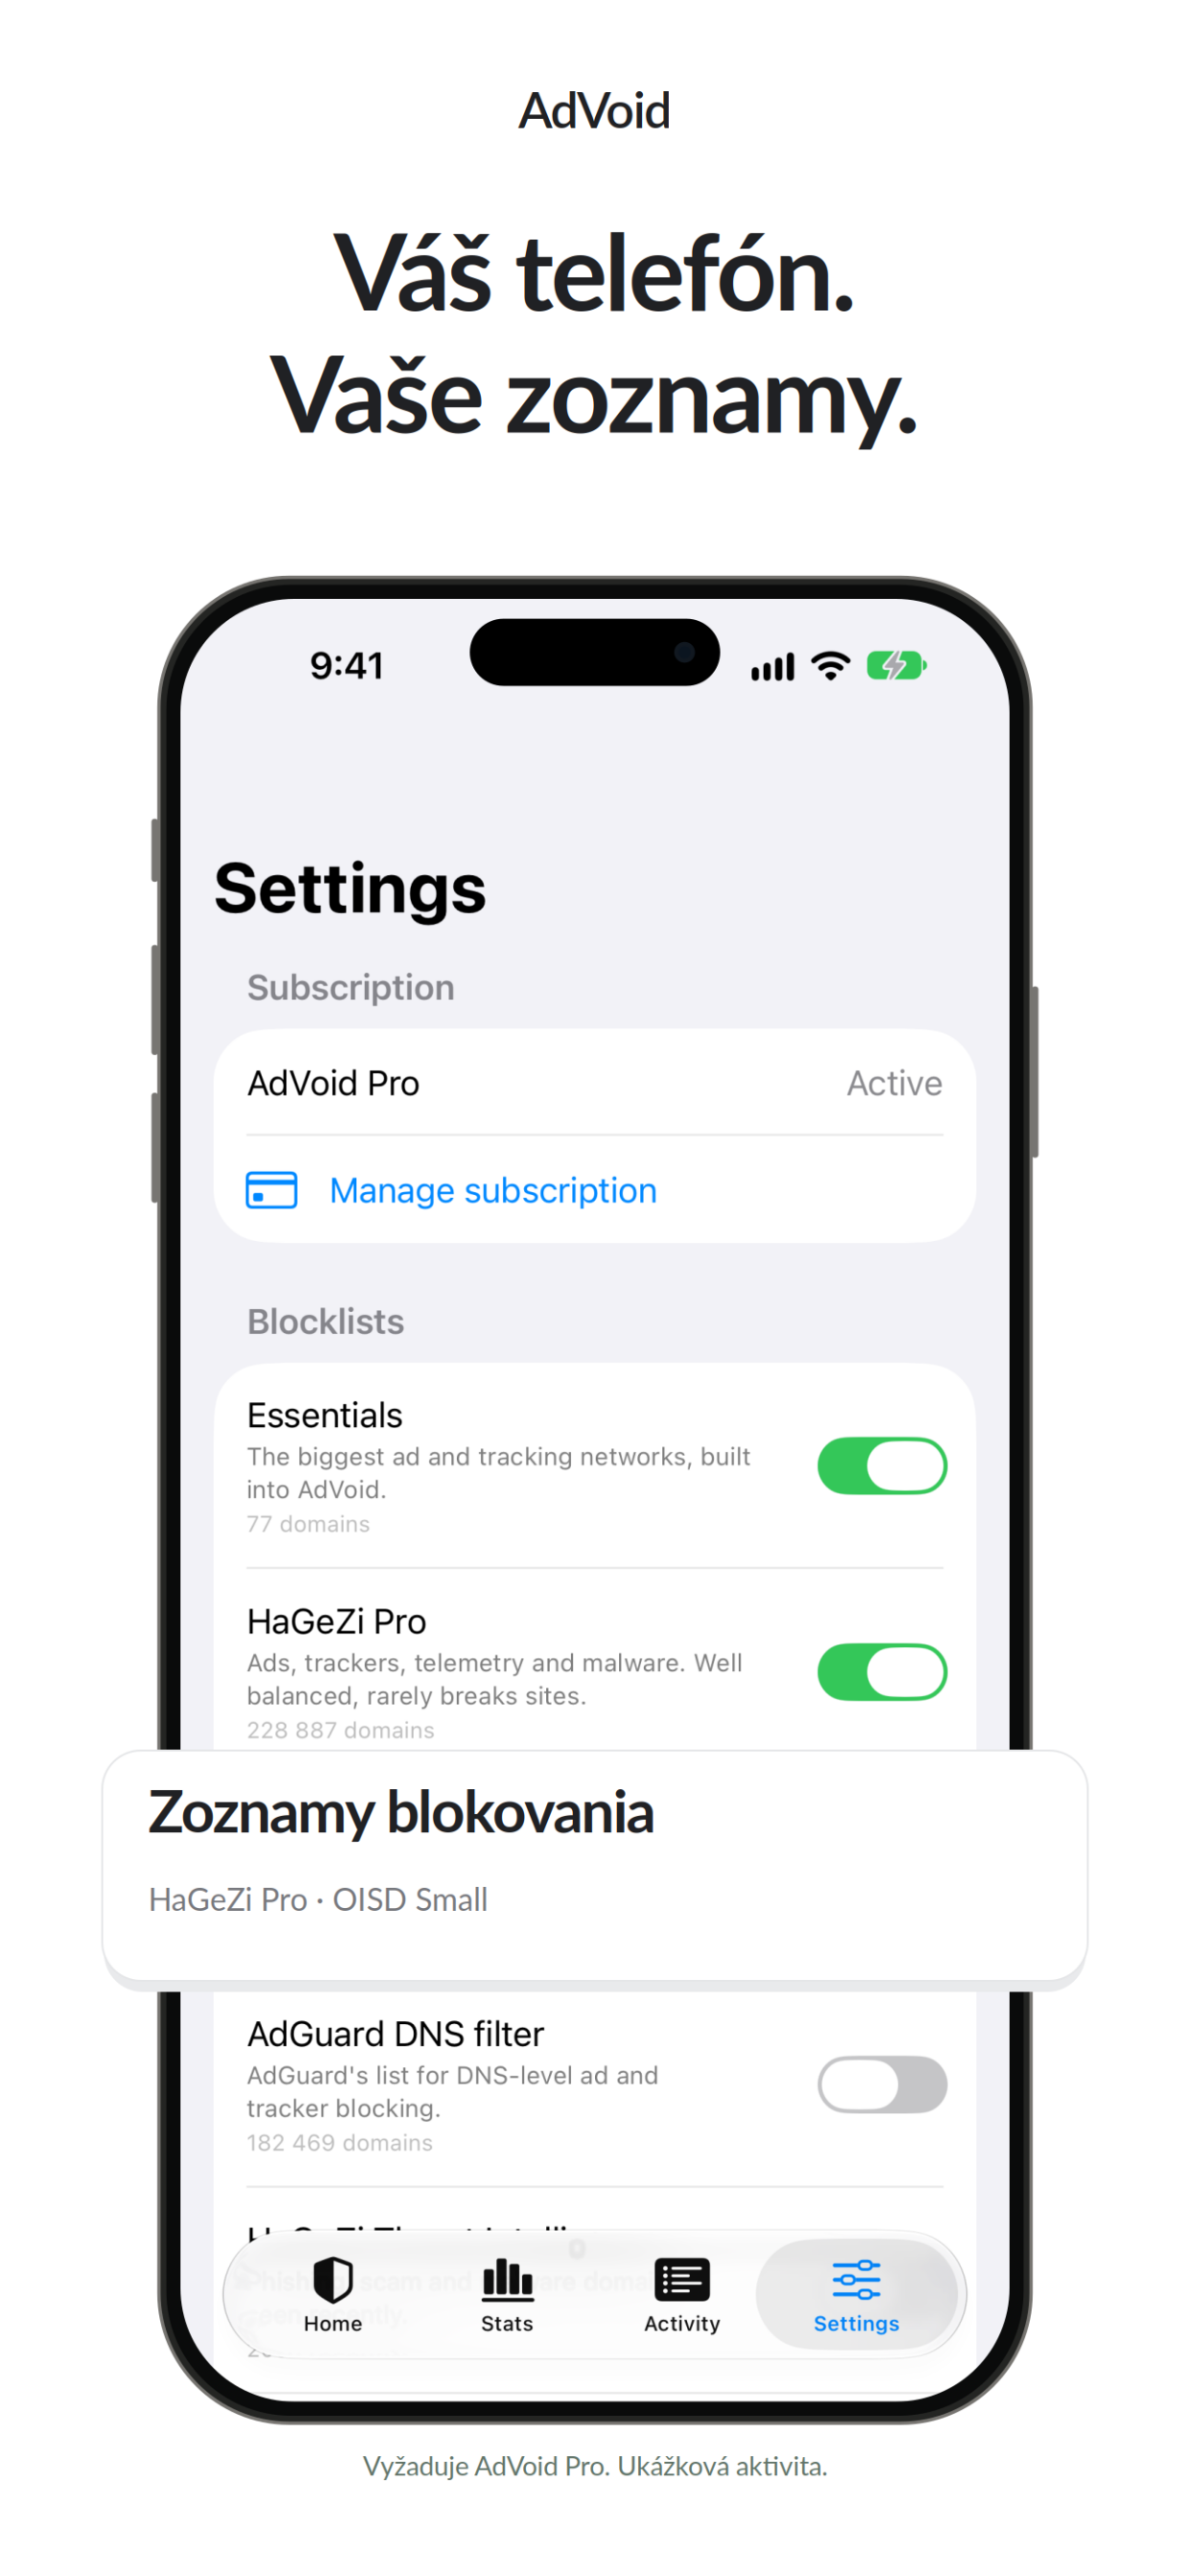 AdVoid
Váš telefón.
Vaše zoznamy.
9:41
Settings
Subscription
AdVoid Pro
Active
Manage subscription
Blocklists
Essentials
The biggest ad and tracking networks, built
into AdVoid.
77 domains
HaGeZi Pro
Ads, trackers, telemetry and malware. Well
balanced, rarely breaks sites.
228 887 domains
Zoznamy blokovania
HaGeZi Pro · OISD Small
AdGuard DNS filter
AdGuard's list for DNS-level ad and
tracker blocking.
182 469 domains
Home
Stats
Activity
Settings
Vyžaduje AdVoid Pro. Ukážková aktivita.